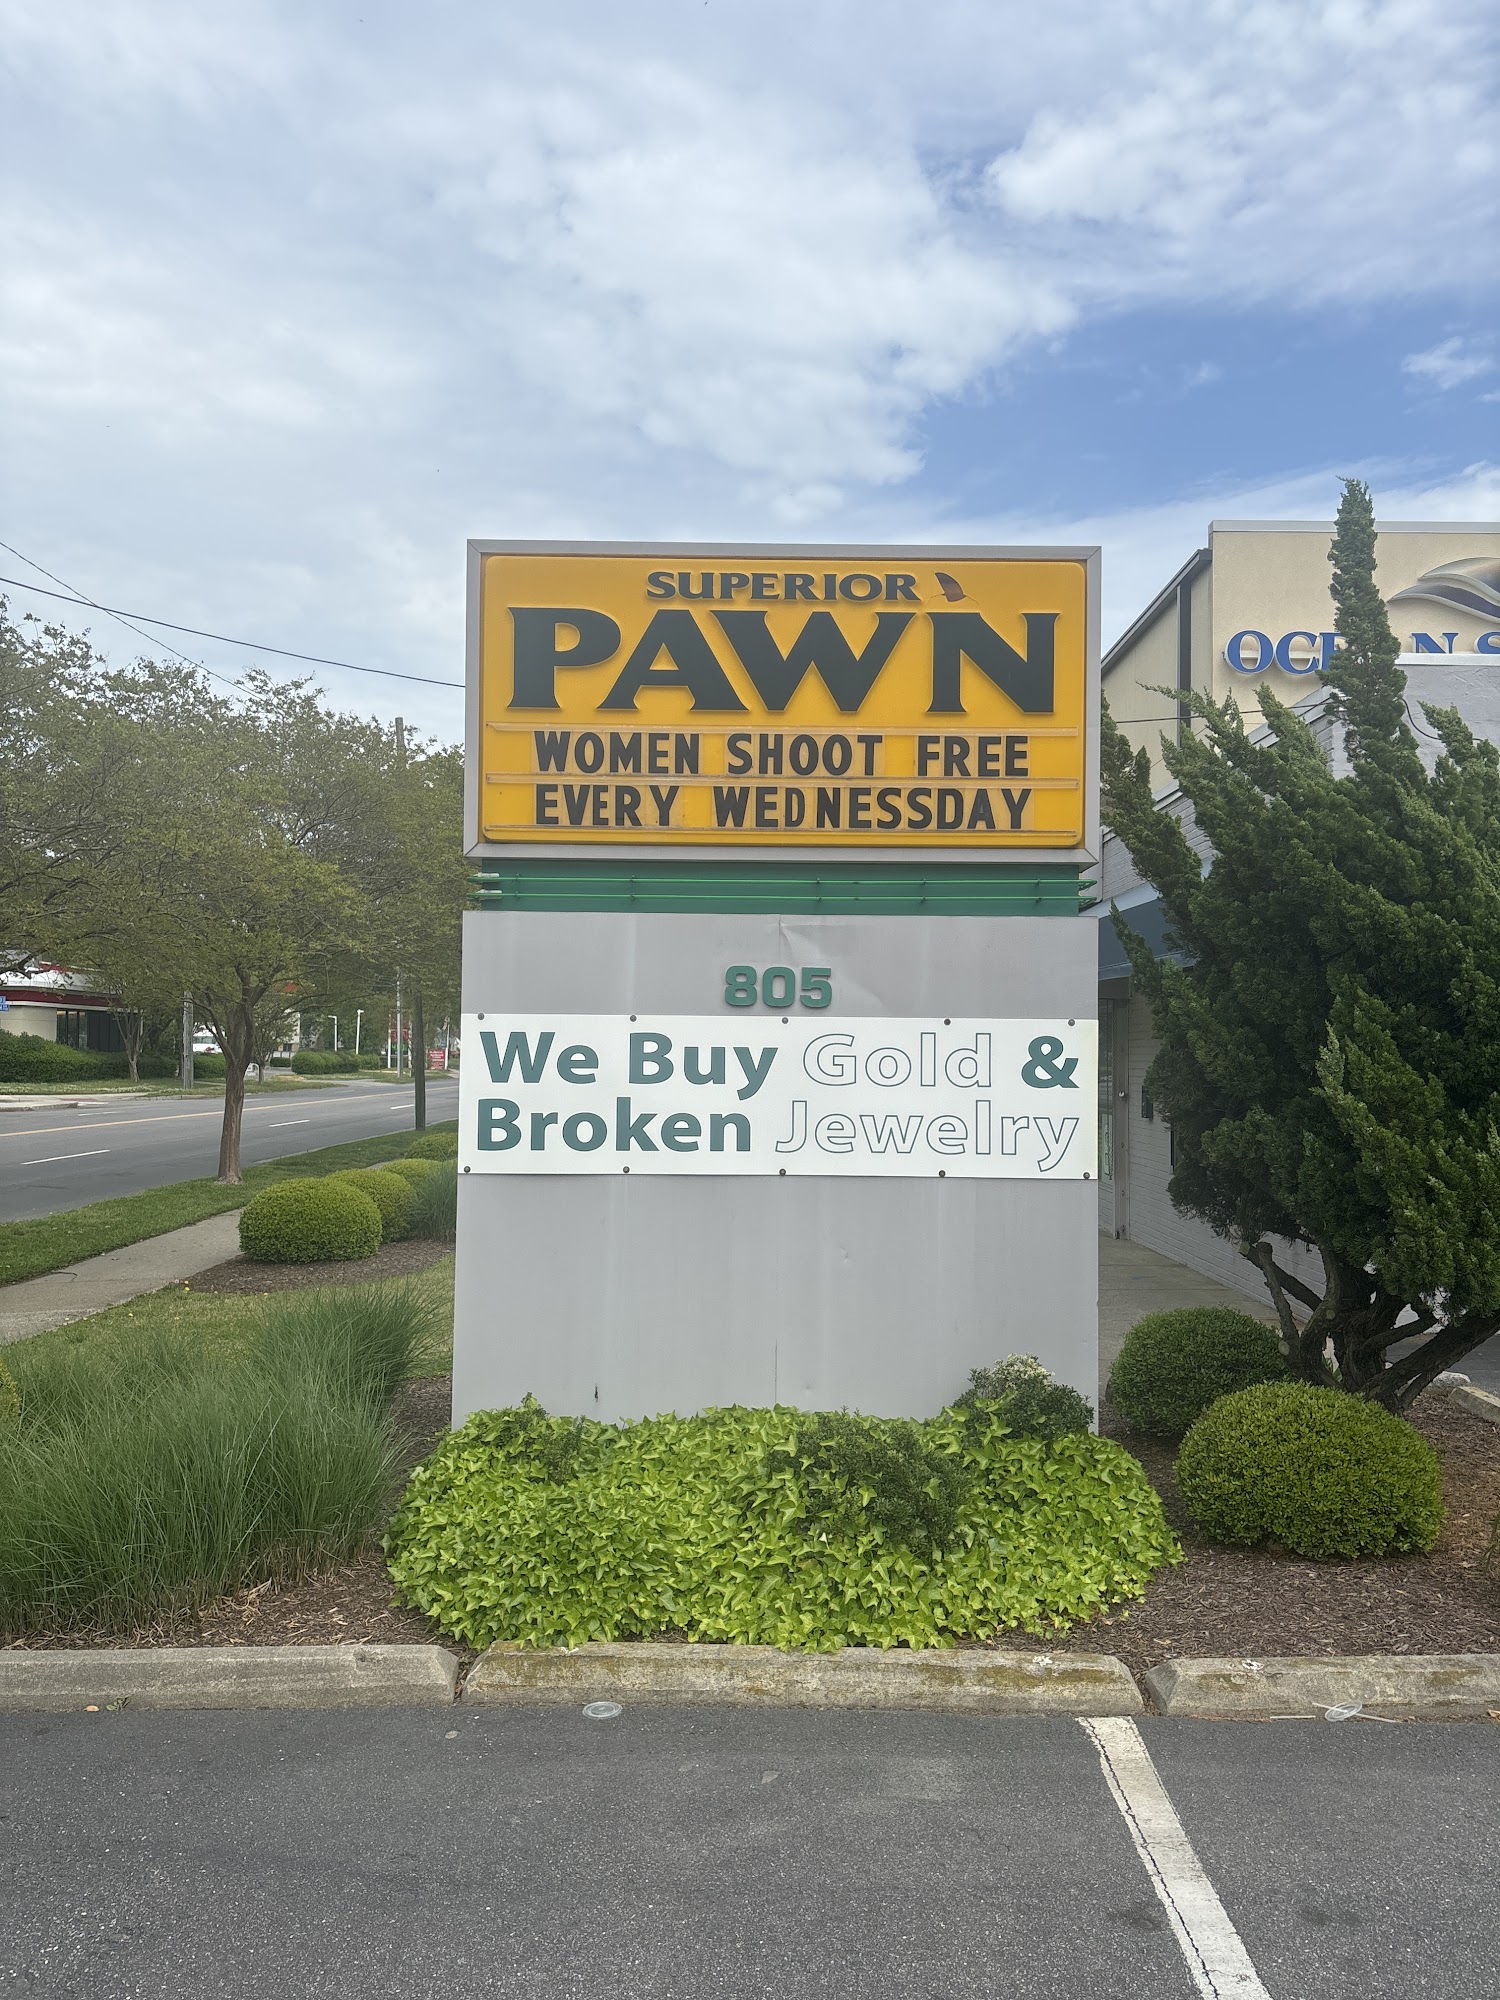 SUPERIOR
PAWN
WOMEN SHOOT FREE
EVERY WEDNESSDAY
805
We Buy Gold &
Broken Jewelry